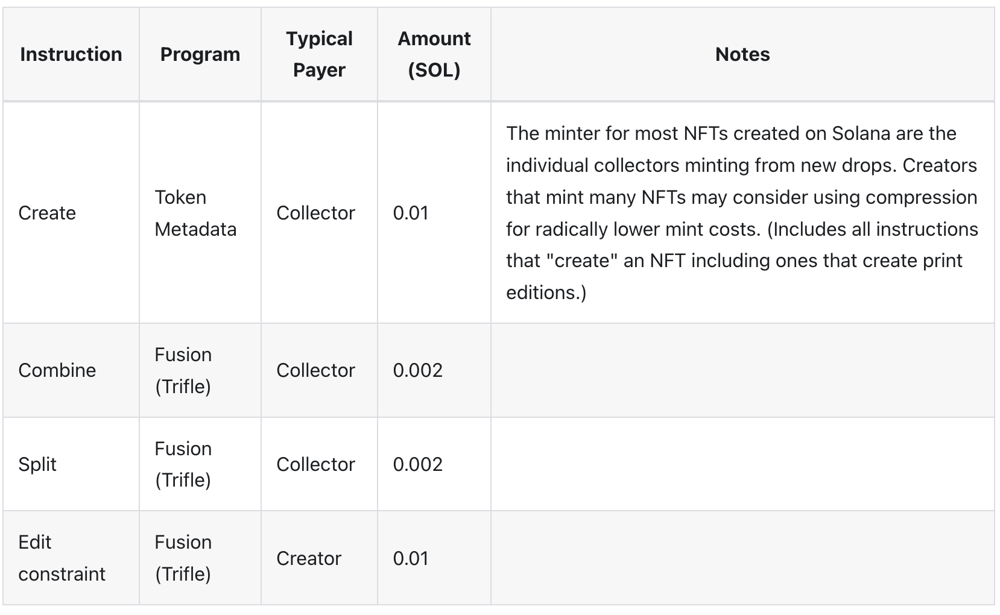 Instruction
Program
Typical
Payer
Amount
(SOL)
Notes
Create
Token
Metadata
Collector
0.01
The minter for most NFTs created on Solana are the
individual collectors minting from new drops. Creators
that mint many NFTs may consider using compression
for radically lower mint costs. (Includes all instructions
that "create" an NFT including ones that create print
editions.)
Combine
Fusion
(Trifle)
Collector
0.002
Split
Fusion
(Trifle)
Collector
0.002
Edit
constraint
Fusion
(Trifle)
Creator
0.01